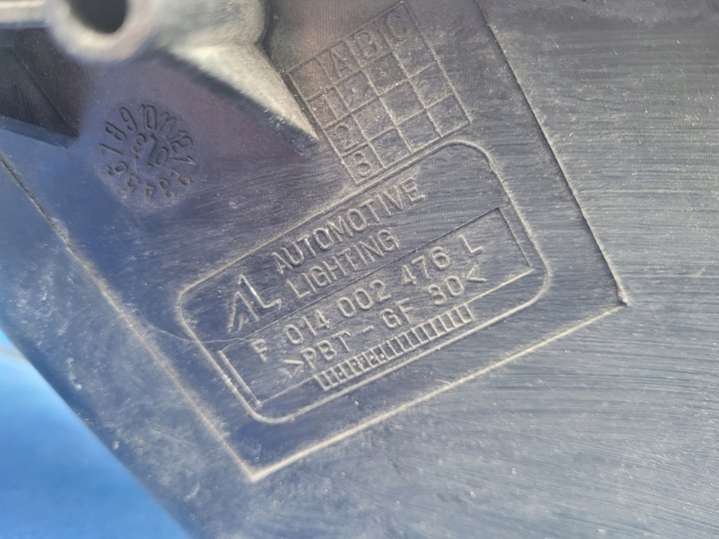 A B C
1
2
3
AL AUTOMOTIVE
LIGHTING
F 014 002 476 L
>PBT-GF 30<